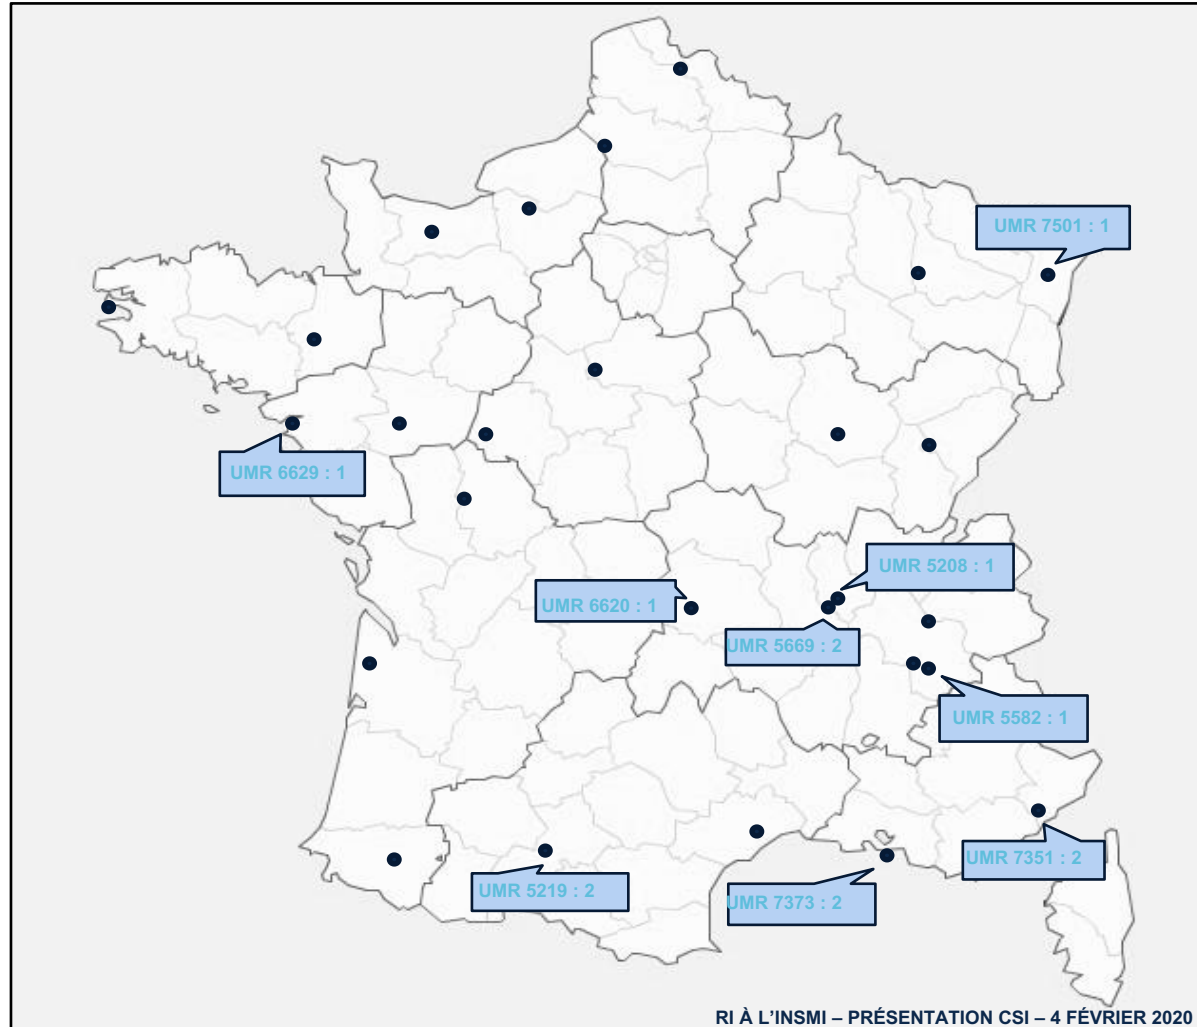 UMR 7501 : 1
UMR 6629 : 1
UMR 5208 : 1
UMR 6620 : 1
UMR 5669 : 2
UMR 5582 : 1
UMR 7351 : 2
UMR 5219 : 2
UMR 7373 : 2
RI À L'INSMI – PRÉSENTATION CSI – 4 FÉVRIER 2020